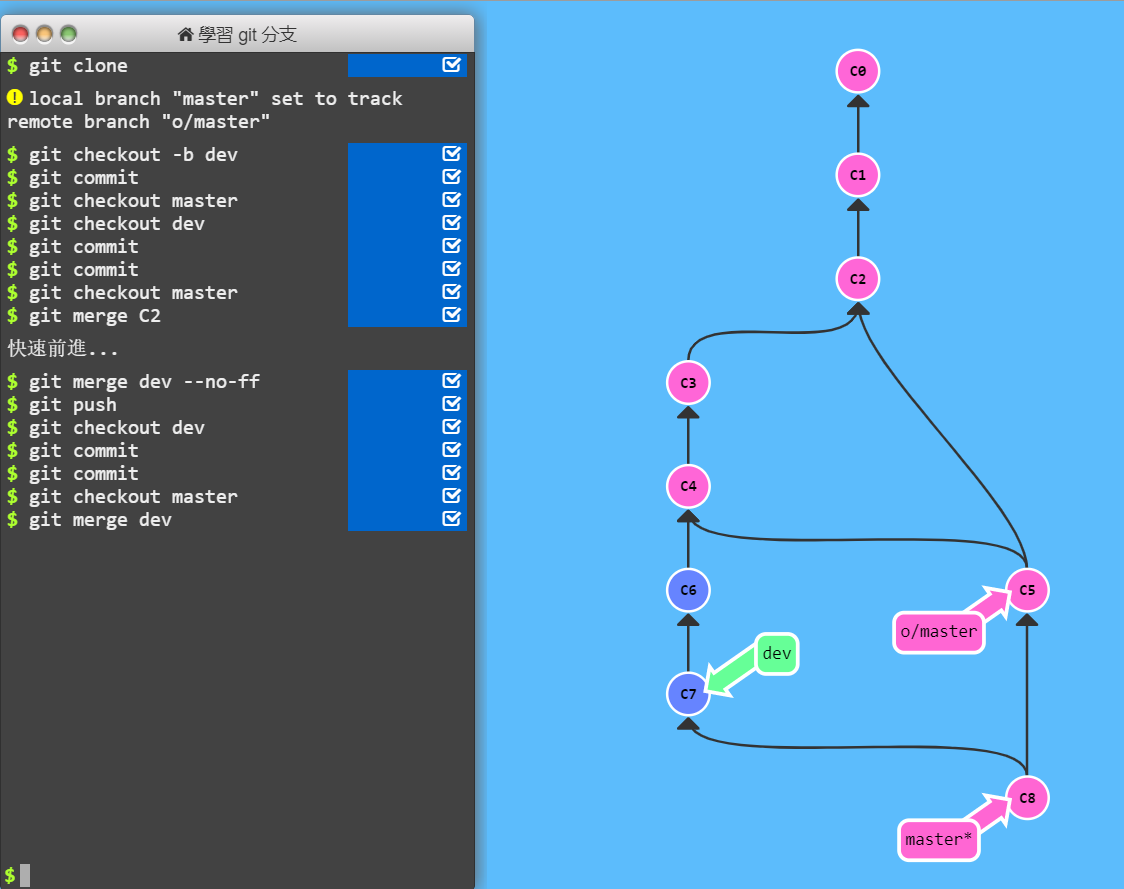 學習 git 分支
$ git clone
local branch "master" set to track
remote branch "o/master"
$ git checkout -b dev
$ git commit
$ git checkout master
$ git checkout dev
$ git commit
$ git commit
$ git checkout master
$ git merge C2
快速前進...
$ git merge dev --no-ff
$ git push
$ git checkout dev
$ git commit
$ git commit
$ git checkout master
$ git merge dev
$
C0
C1
C2
C3
C4
C6
C5
o/master
dev
C7
C8
master*